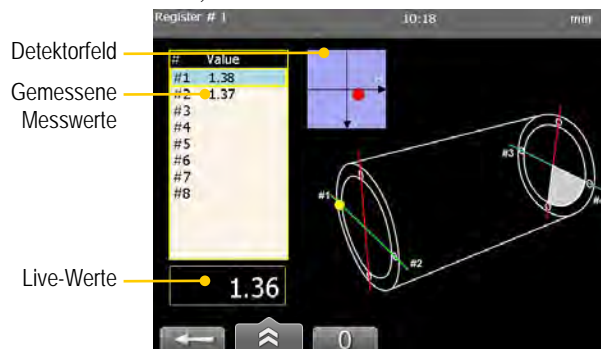 Register # 1 10:18 mm
Detektorfeld
# Value
#1 1.38
Gemessene
Messwerte
#2 1.37
#3
#4
#5
#6
#7
#8
#1
#2
#3
Live-Werte
1.36
0